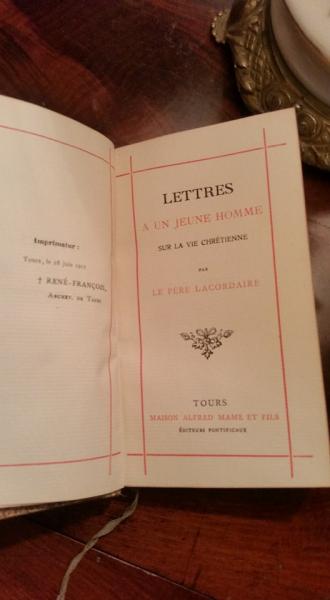 Imprimatur :
Tours, le 28 juin
† RENÉ-FRANÇOIS,
Archev. de Tours
LETTRES
A UN JEUNE HOMME
SUR LA VIE CHRÉTIENNE
PAR
LE PÈRE LACORDAIRE
TOURS
MAISON ALFRED MAME ET FILS
ÉDITEURS PONTIFICAUX